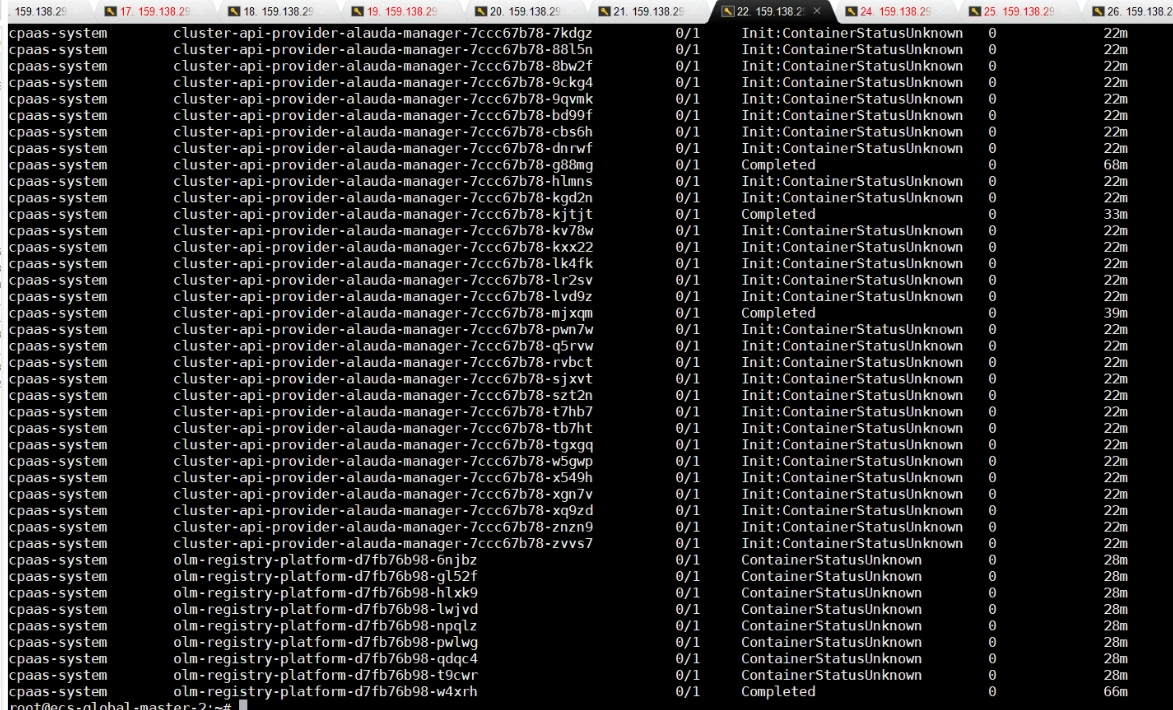 . 159.138.29
17. 159.138.29
18. 159.138.29
19. 159.138.29
20. 159.138.29
21. 159.138.29
22. 159.138.2 ×
24. 159.138.29
25. 159.138.29
26. 159.138.2
cpaas-system cluster-api-provider-alauda-manager-7ccc67b78-7kdgz 0/1 Init:ContainerStatusUnknown 0 22m
cpaas-system cluster-api-provider-alauda-manager-7ccc67b78-88l5n 0/1 Init:ContainerStatusUnknown 0 22m
cpaas-system cluster-api-provider-alauda-manager-7ccc67b78-8bw2f 0/1 Init:ContainerStatusUnknown 0 22m
cpaas-system cluster-api-provider-alauda-manager-7ccc67b78-9ckg4 0/1 Init:ContainerStatusUnknown 0 22m
cpaas-system cluster-api-provider-alauda-manager-7ccc67b78-9qvmk 0/1 Init:ContainerStatusUnknown 0 22m
cpaas-system cluster-api-provider-alauda-manager-7ccc67b78-bd99f 0/1 Init:ContainerStatusUnknown 0 22m
cpaas-system cluster-api-provider-alauda-manager-7ccc67b78-cbs6h 0/1 Init:ContainerStatusUnknown 0 22m
cpaas-system cluster-api-provider-alauda-manager-7ccc67b78-dnrwf 0/1 Init:ContainerStatusUnknown 0 22m
cpaas-system cluster-api-provider-alauda-manager-7ccc67b78-g88mg 0/1 Completed 0 68m
cpaas-system cluster-api-provider-alauda-manager-7ccc67b78-hlmns 0/1 Init:ContainerStatusUnknown 0 22m
cpaas-system cluster-api-provider-alauda-manager-7ccc67b78-kgd2n 0/1 Init:ContainerStatusUnknown 0 22m
cpaas-system cluster-api-provider-alauda-manager-7ccc67b78-kjtjt 0/1 Completed 0 33m
cpaas-system cluster-api-provider-alauda-manager-7ccc67b78-kv78w 0/1 Init:ContainerStatusUnknown 0 22m
cpaas-system cluster-api-provider-alauda-manager-7ccc67b78-kxx22 0/1 Init:ContainerStatusUnknown 0 22m
cpaas-system cluster-api-provider-alauda-manager-7ccc67b78-lk4fk 0/1 Init:ContainerStatusUnknown 0 22m
cpaas-system cluster-api-provider-alauda-manager-7ccc67b78-lr2sv 0/1 Init:ContainerStatusUnknown 0 22m
cpaas-system cluster-api-provider-alauda-manager-7ccc67b78-lvd9z 0/1 Init:ContainerStatusUnknown 0 22m
cpaas-system cluster-api-provider-alauda-manager-7ccc67b78-mjxqm 0/1 Completed 0 39m
cpaas-system cluster-api-provider-alauda-manager-7ccc67b78-pwn7w 0/1 Init:ContainerStatusUnknown 0 22m
cpaas-system cluster-api-provider-alauda-manager-7ccc67b78-q5rvw 0/1 Init:ContainerStatusUnknown 0 22m
cpaas-system cluster-api-provider-alauda-manager-7ccc67b78-rvbct 0/1 Init:ContainerStatusUnknown 0 22m
cpaas-system cluster-api-provider-alauda-manager-7ccc67b78-sjxvt 0/1 Init:ContainerStatusUnknown 0 22m
cpaas-system cluster-api-provider-alauda-manager-7ccc67b78-szt2n 0/1 Init:ContainerStatusUnknown 0 22m
cpaas-system cluster-api-provider-alauda-manager-7ccc67b78-t7hb7 0/1 Init:ContainerStatusUnknown 0 22m
cpaas-system cluster-api-provider-alauda-manager-7ccc67b78-tb7ht 0/1 Init:ContainerStatusUnknown 0 22m
cpaas-system cluster-api-provider-alauda-manager-7ccc67b78-tgxgq 0/1 Init:ContainerStatusUnknown 0 22m
cpaas-system cluster-api-provider-alauda-manager-7ccc67b78-w5gwp 0/1 Init:ContainerStatusUnknown 0 22m
cpaas-system cluster-api-provider-alauda-manager-7ccc67b78-x549h 0/1 Init:ContainerStatusUnknown 0 22m
cpaas-system cluster-api-provider-alauda-manager-7ccc67b78-xgn7v 0/1 Init:ContainerStatusUnknown 0 22m
cpaas-system cluster-api-provider-alauda-manager-7ccc67b78-xq9zd 0/1 Init:ContainerStatusUnknown 0 22m
cpaas-system cluster-api-provider-alauda-manager-7ccc67b78-znzn9 0/1 Init:ContainerStatusUnknown 0 22m
cpaas-system cluster-api-provider-alauda-manager-7ccc67b78-zvvs7 0/1 Init:ContainerStatusUnknown 0 22m
cpaas-system olm-registry-platform-d7fb76b98-6njbz 0/1 ContainerStatusUnknown 0 28m
cpaas-system olm-registry-platform-d7fb76b98-gl52f 0/1 ContainerStatusUnknown 0 28m
cpaas-system olm-registry-platform-d7fb76b98-hlxk9 0/1 ContainerStatusUnknown 0 28m
cpaas-system olm-registry-platform-d7fb76b98-lwjvd 0/1 ContainerStatusUnknown 0 28m
cpaas-system olm-registry-platform-d7fb76b98-npqlz 0/1 ContainerStatusUnknown 0 28m
cpaas-system olm-registry-platform-d7fb76b98-pwlwg 0/1 ContainerStatusUnknown 0 28m
cpaas-system olm-registry-platform-d7fb76b98-qdqc4 0/1 ContainerStatusUnknown 0 28m
cpaas-system olm-registry-platform-d7fb76b98-t9cwr 0/1 ContainerStatusUnknown 0 28m
cpaas-system olm-registry-platform-d7fb76b98-w4xrh 0/1 Completed 0 66m
root@ecs-global-master-2:~#